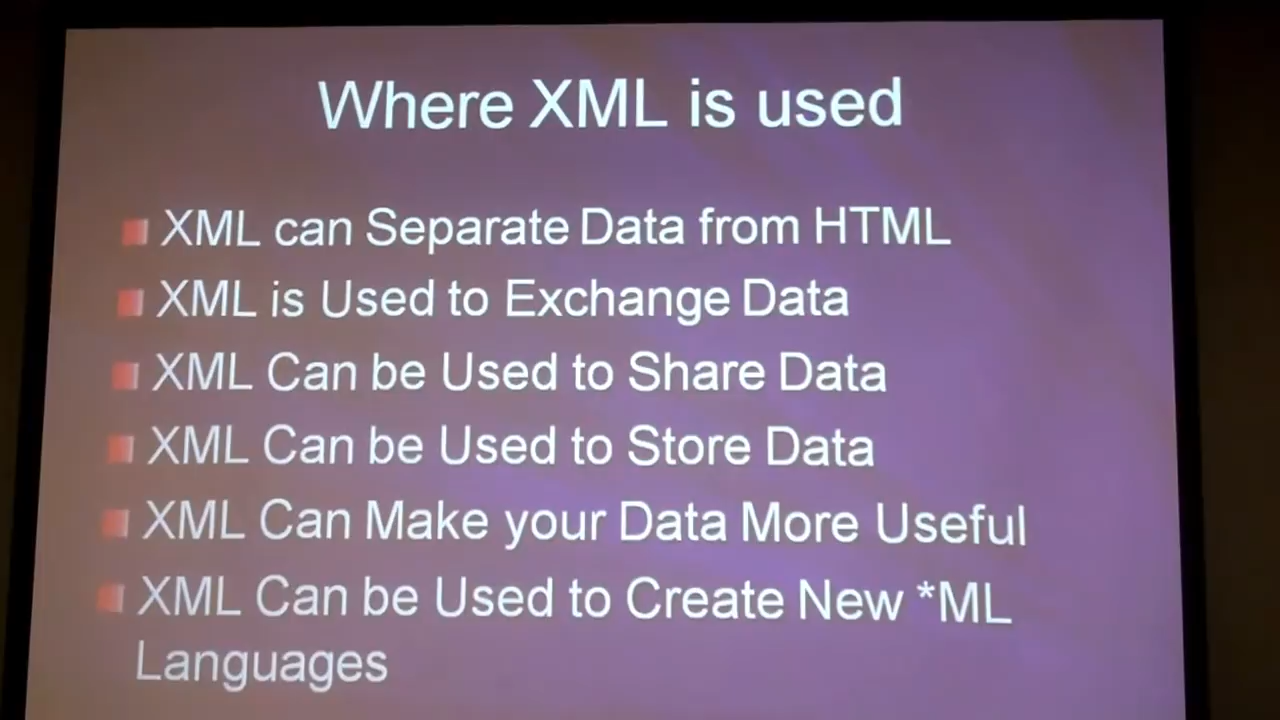 Where XML is used
XML can Separate Data from HTML
XML is Used to Exchange Data
XML Can be Used to Share Data
XML Can be Used to Store Data
XML Can Make your Data More Useful
XML Can be Used to Create New *ML
Languages